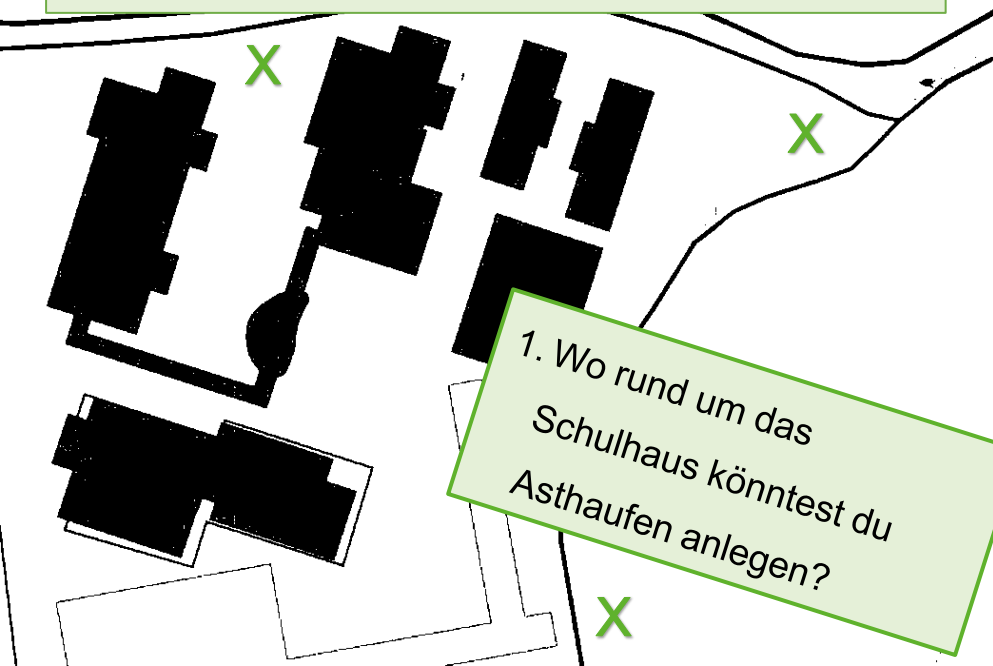 X
X
1. Wo rund um das
Schulhaus könntest du
Asthaufen anlegen?
X